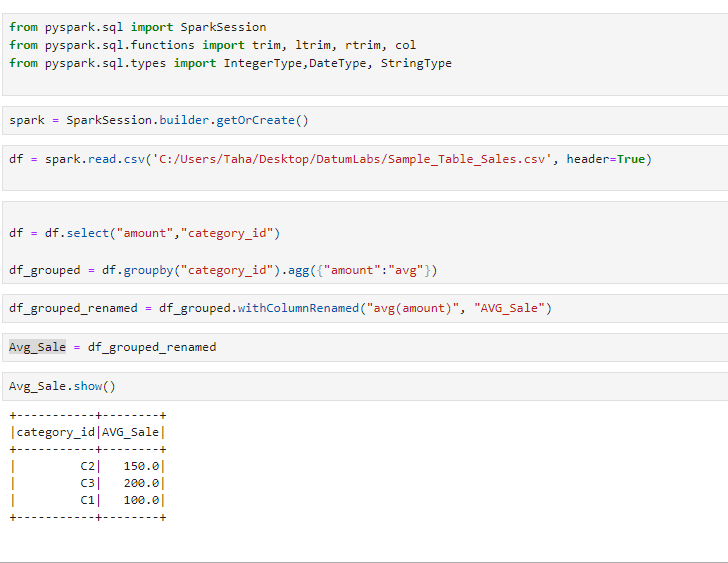 from pyspark.sql import SparkSession
from pyspark.sql.functions import trim, ltrim, rtrim, col
from pyspark.sql.types import IntegerType,DateType, StringType
spark = SparkSession.builder.getOrCreate()
df = spark.read.csv('C:/Users/Taha/Desktop/DatumLabs/Sample_Table_Sales.csv', header=True)
df = df.select("amount","category_id")
df_grouped = df.groupby("category_id").agg({"amount":"avg"})
df_grouped_renamed = df_grouped.withColumnRenamed("avg(amount)", "AVG_Sale")
Avg_Sale = df_grouped_renamed
Avg_Sale.show()
+-----------+--------+
|category_id|AVG_Sale|
+-----------+--------+
|         C2|   150.0|
|         C3|   200.0|
|         C1|   100.0|
+-----------+--------+